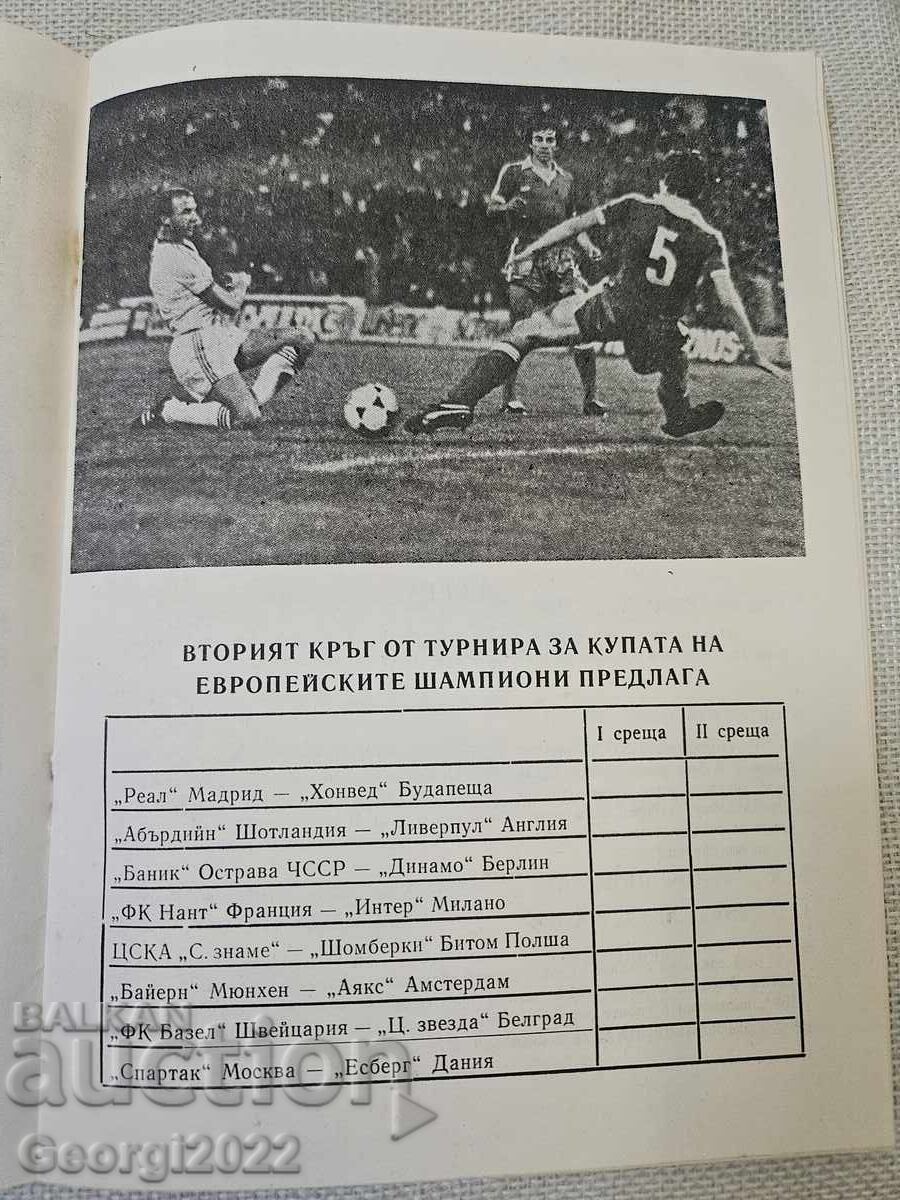 5
ВТОРИЯТ КРЪГ ОТ ТУРНИРА ЗА КУПАТА НА
ЕВРОПЕЙСКИТЕ ШАМПИОНИ ПРЕДЛАГА
I среща II среща
„Реал“ Мадрид — „Хонвед“ Будапеща
„Абърдийн“ Шотландия — „Ливерпул“ Англия
„Баник“ Острава ЧССР — „Динамо“ Берлин
„ФК Нант“ Франция — „Интер“ Милано
ЦСКА „С. знаме“ — „Шомберки“ Битом Полша
„Байерн“ Мюнхен — „Аякс“ Амстердам
„ФК Базел“ Швейцария — „Ц. звезда“ Белград
„Спартак“ Москва — „Есберг“ Дания
BALKAN
auction
Georgi2022